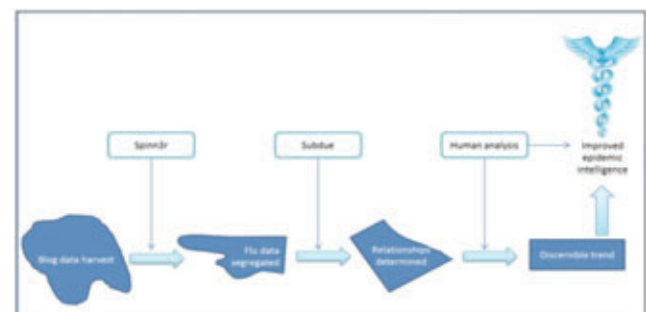 Spinn3r
Subdue
Human analysis
Improved
epidemic
intelligence
Blog data harvest
Flu data
segregated
Relationships
determined
Discernible trend